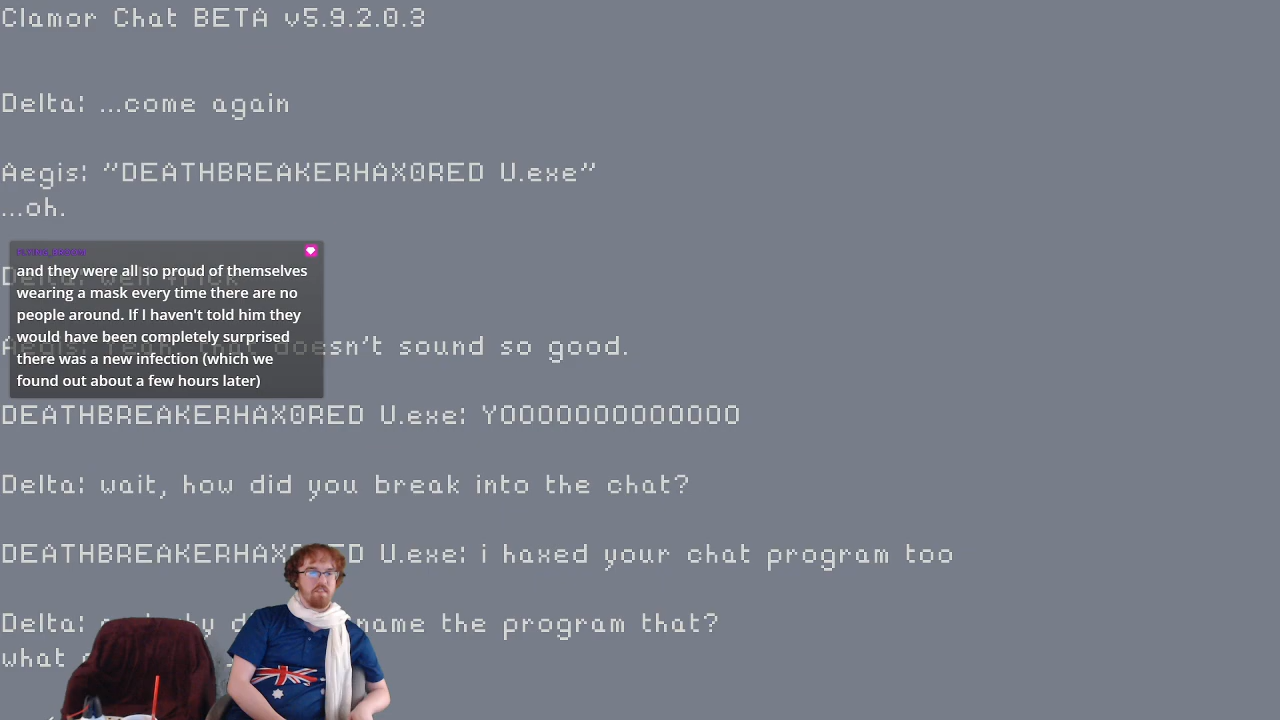 Clamor Chat BETA v5.9.2.0.3
Delta: ...come again
Aegis: "DEATHBREAKERHAX0RED U.exe"
...oh.
and they were all so proud of themselves
wearing a mask every time there are no
people around. If I haven't told him they
would have been completely surprised
there was a new infection (which we
found out about a few hours later)
doesn't sound so good.
DEATHBREAKERHAX0RED U.exe: YOOOOOOOOOOOOO
Delta: wait, how did you break into the chat?
DEATHBREAKERHAX0RED U.exe: i haxed your chat program too
Delta: name the program that?
what